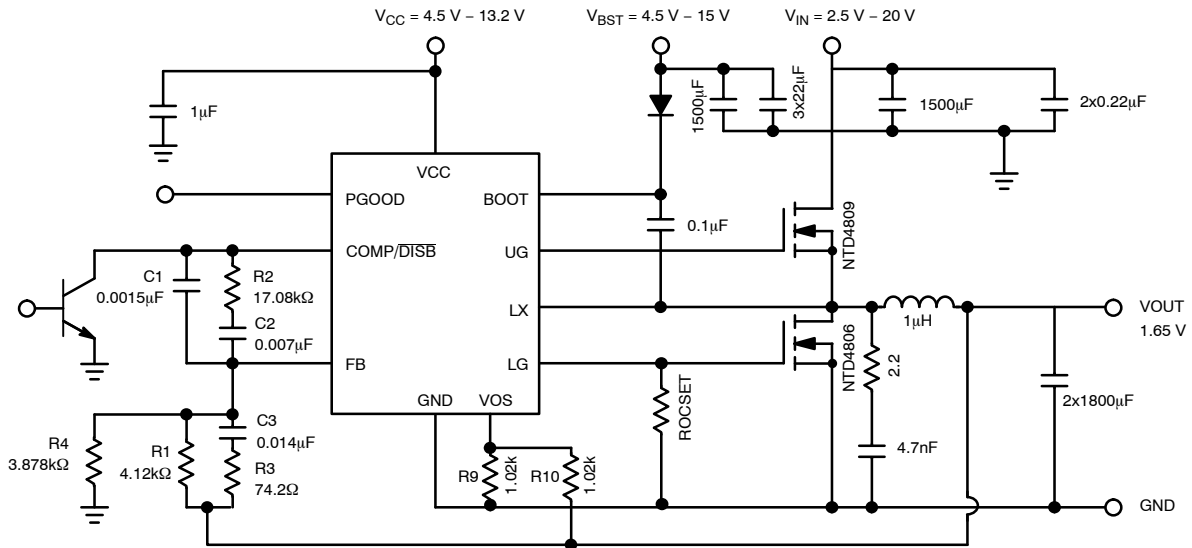 V_CC = 4.5 V − 13.2 V
V_BST = 4.5 V − 15 V
V_IN = 2.5 V − 20 V
1μF
1500μF
3x22μF
1500μF
2x0.22μF
VCC
PGOOD
BOOT
0.1μF
NTD4809
COMP/DISB
UG
C1
0.0015μF
R2
17.08kΩ
C2
0.007μF
LX
1μH
VOUT
1.65 V
FB
LG
NTD4806
2.2
2x1800μF
GND
VOS
ROCSET
C3
0.014μF
R4
3.878kΩ
R1
4.12kΩ
R3
74.2Ω
R9
1.02k
R10
1.02k
4.7nF
GND